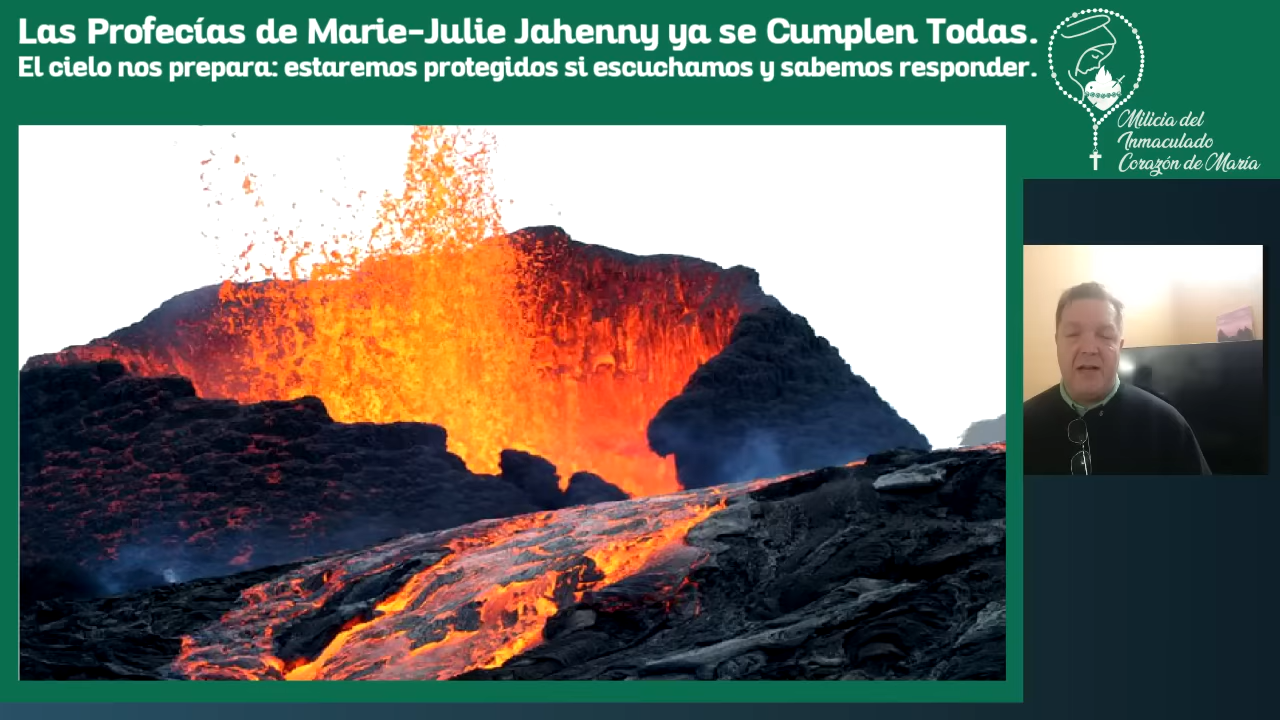 Las Profecías de Marie-Julie Jahenny ya se Cumplen Todas.
El cielo nos prepara: estaremos protegidos si escuchamos y sabemos responder.
Milicia del
Inmaculado
Corazón de María